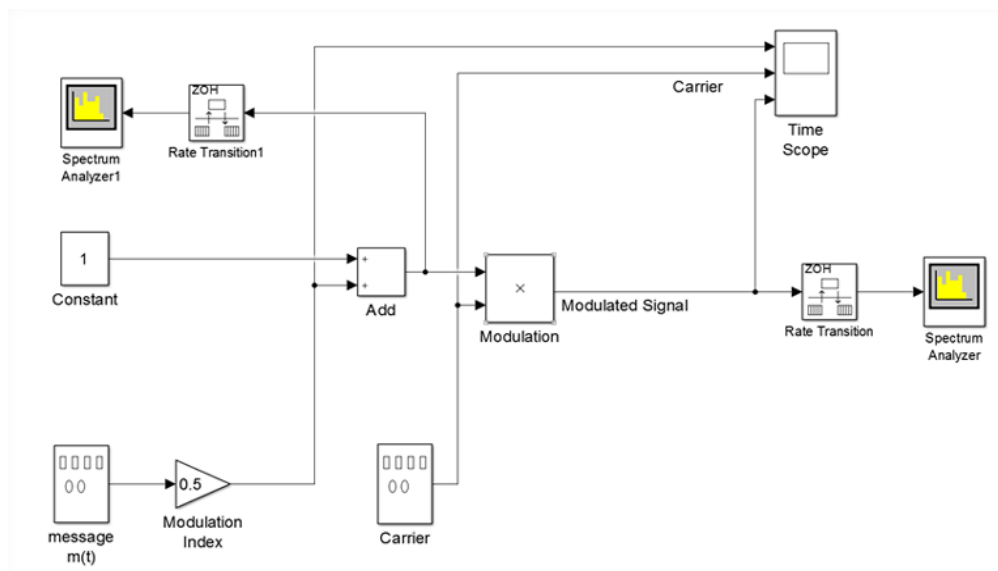 Carrier
Time
Scope
ZOH
Rate Transition1
Spectrum
Analyzer1
1
Constant
+
+
Add
×
Modulation
Modulated Signal
ZOH
Rate Transition
Spectrum
Analyzer
message
m(t)
0.5
Modulation
Index
Carrier